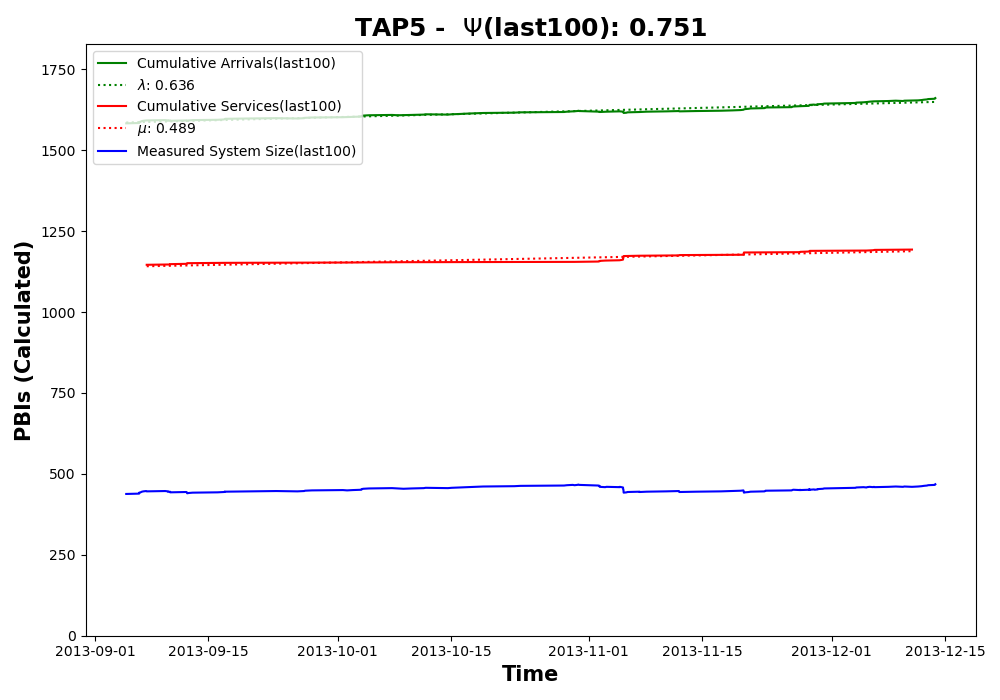 TAP5 - Ψ(last100): 0.751
Cumulative Arrivals(last100)
λ: 0.636
Cumulative Services(last100)
μ: 0.489
Measured System Size(last100)
PBIs (Calculated)
1750
1500
1250
1000
750
500
250
0
2013-09-01 2013-09-15 2013-10-01 2013-10-15 2013-11-01 2013-11-15 2013-12-01 2013-12-15
Time